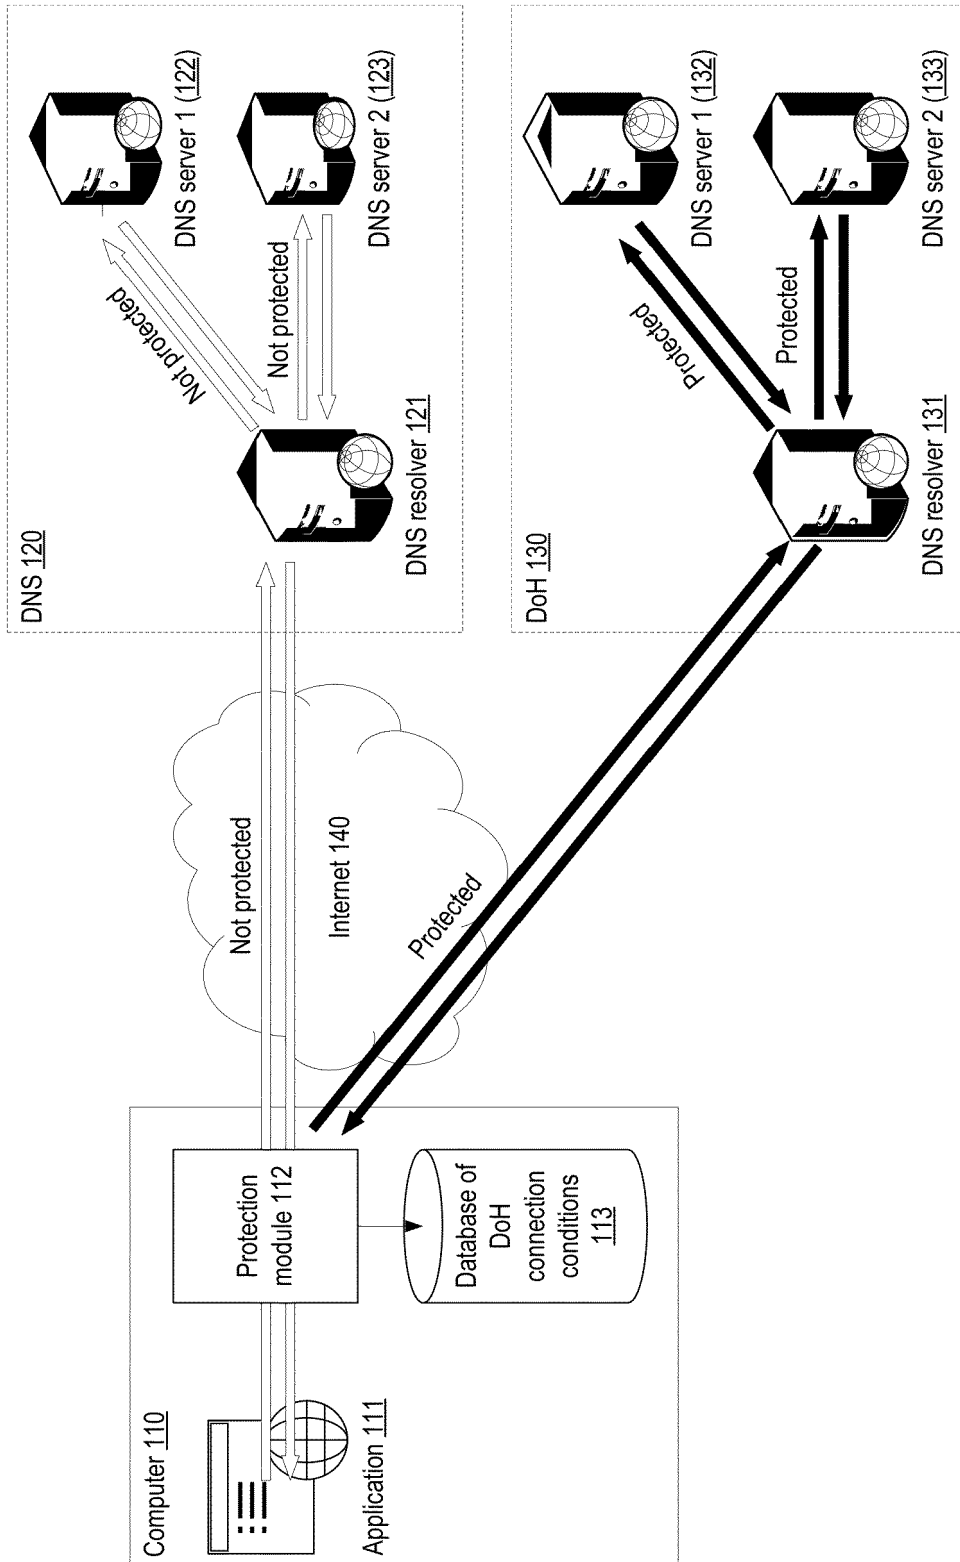 Computer 110
Application 111
Protection
module 112
Database of
DoH
connection
conditions
113
Not protected
Internet 140
Protected
DNS 120
DNS resolver 121
Not protected
Not protected
DNS server 1 (122)
DNS server 2 (123)
DoH 130
DNS resolver 131
Protected
Protected
DNS server 1 (132)
DNS server 2 (133)